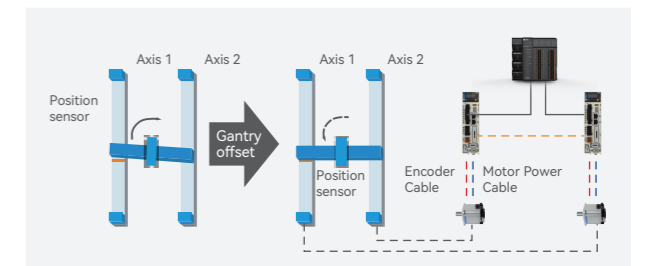 Axis 1
Axis 2
Position
sensor
Gantry
offset
Axis 1
Axis 2
Position
sensor
Encoder
Cable
Motor Power
Cable